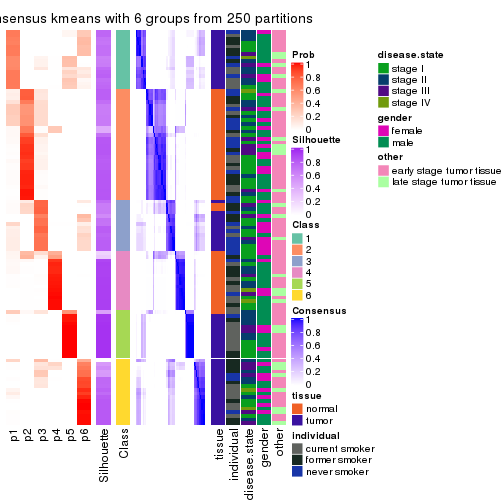 nsensus kmeans with 6 groups from 250 partitions
Prob
1
0.8
0.6
0.4
0.2
0
Silhouette
1
0.8
0.6
0.4
0.2
0
Class
1
2
3
4
5
6
Consensus
1
0.8
0.6
0.4
0.2
0
tissue
normal
tumor
individual
current smoker
former smoker
never smoker
disease.state
stage I
stage II
stage III
stage IV
gender
female
male
other
early stage tumor tissue
late stage tumor tissue
p1
p2
p3
p4
p5
p6
Silhouette
Class
tissue
individual
disease.state
gender
other